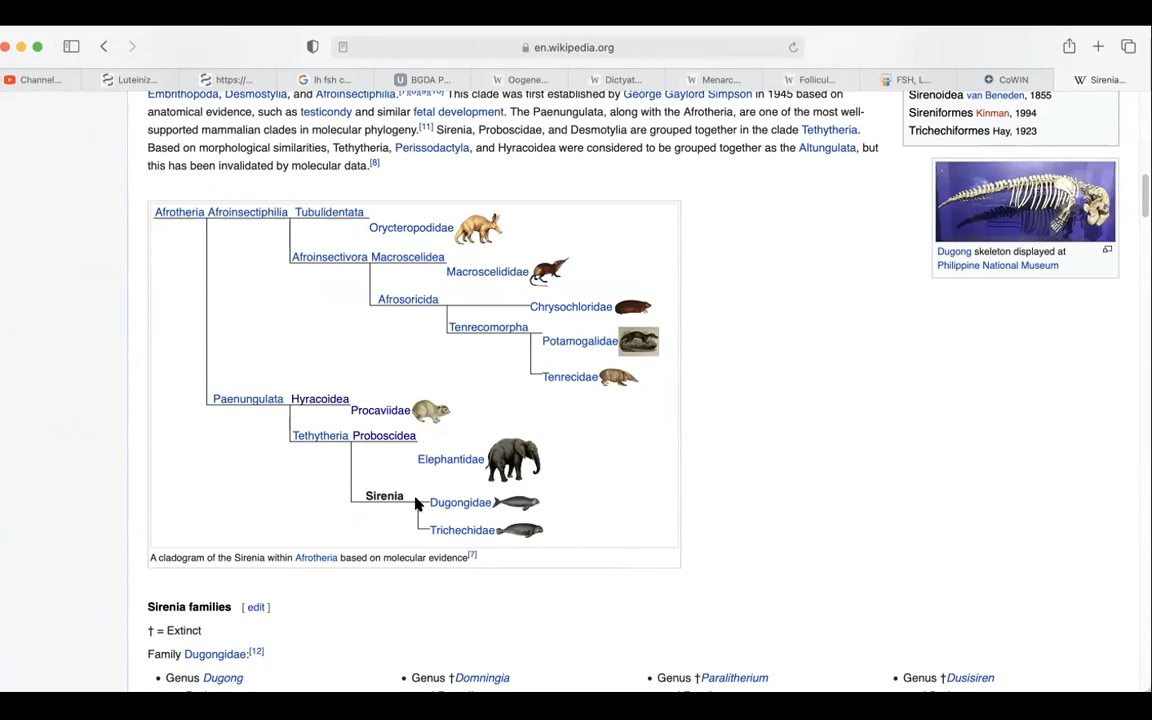 en.wikipedia.org
Channel...
Luteiniz...
https://...
lh fsh c...
BGDA P...
Oogene...
Dictyat...
Menarc...
Follicul...
FSH, L...
CoWIN
Sirenia...
Embrithopoda, Desmostylia, and Afroinsectiphilia. This clade was first established by George Gaylord Simpson in 1945 based on
anatomical evidence, such as testicondy and similar fetal development. The Paenungulata, along with the Afrotheria, are one of the most well-
supported mammalian clades in molecular phylogeny.[11] Sirenia, Proboscidae, and Desmotylia are grouped together in the clade Tethytheria.
Based on morphological similarities, Tethytheria, Perissodactyla, and Hyracoidea were considered to be grouped together as the Altungulata, but
this has been invalidated by molecular data.[8]
Sirenoidea van Beneden, 1855
Sireniformes Kinman, 1994
Trichechiformes Hay, 1923
Dugong skeleton displayed at
Philippine National Museum
Afrotheria Afroinsectiphilia Tubulidentata
Orycteropodidae
Afroinsectivora Macroscelidea
Macroscelididae
Afrosoricida
Chrysochloridae
Tenrecomorpha
Potamogalidae
Tenrecidae
Paenungulata Hyracoidea
Procaviidae
Tethytheria Proboscidea
Elephantidae
Sirenia
Dugongidae
Trichechidae
A cladogram of the Sirenia within Afrotheria based on molecular evidence[7]
Sirenia families [ edit ]
† = Extinct
Family Dugongidae:[12]
• Genus Dugong
• Genus †Domningia
• Genus †Paralitherium
• Genus †Dusisiren